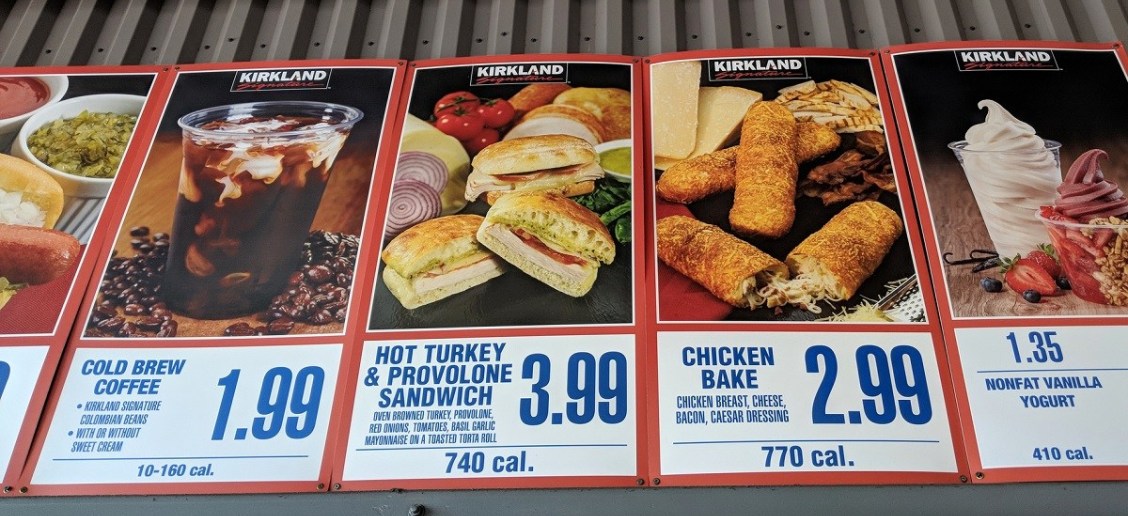 KIRKLAND
Signature
COLD BREW
COFFEE
• KIRKLAND SIGNATURE
COLOMBIAN BEANS
• WITH OR WITHOUT
SWEET CREAM
1.99
10-160 cal.
KIRKLAND
Signature
HOT TURKEY
& PROVOLONE
SANDWICH
OVEN BROWNED TURKEY, PROVOLONE,
RED ONIONS, TOMATOES, BASIL GARLIC
MAYONNAISE ON A TOASTED TORTA ROLL
3.99
740 cal.
KIRKLAND
Signature
CHICKEN
BAKE
CHICKEN BREAST, CHEESE,
BACON, CAESAR DRESSING
2.99
770 cal.
KIRKLAND
Signature
1.35
NONFAT VANILLA
YOGURT
410 cal.